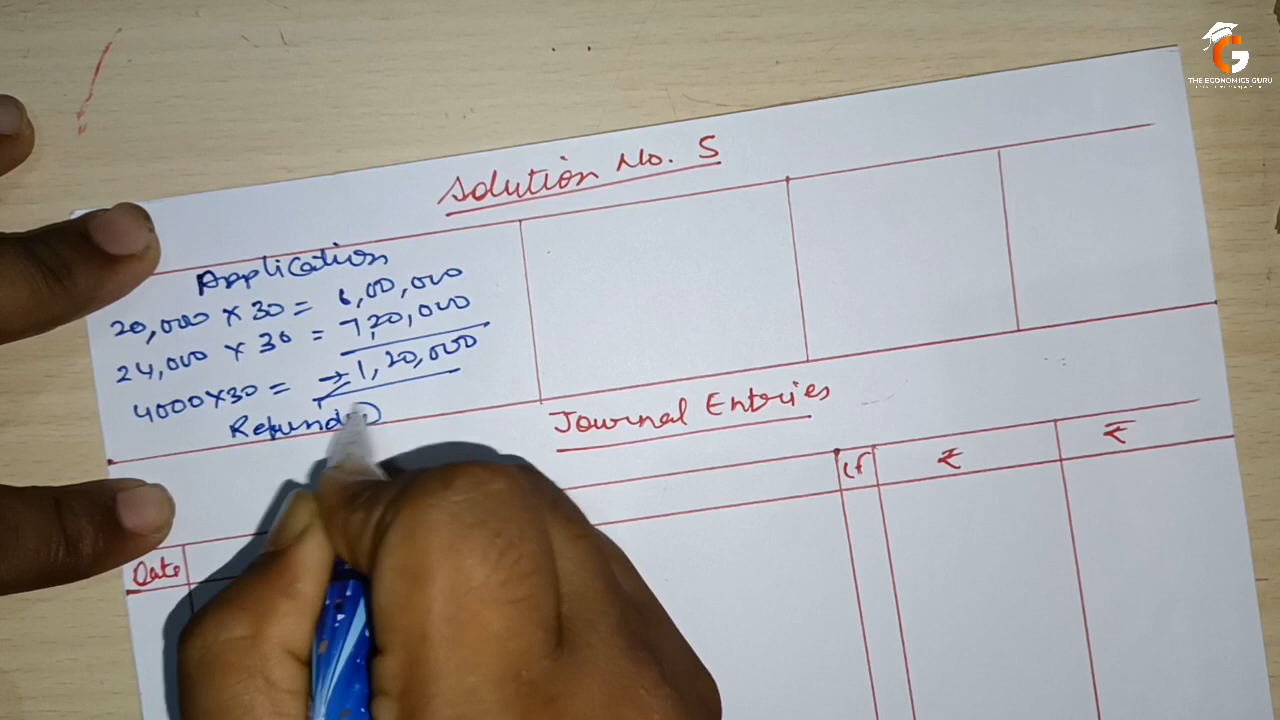 THE ECONOMICS GURU
Solution No. 5
Application
20,000 × 30 = 6,00,000
24,000 × 30 = 7,20,000
4000×30 = → 1,20,000
Refund
Journal Entries
Date
LF
₹
₹